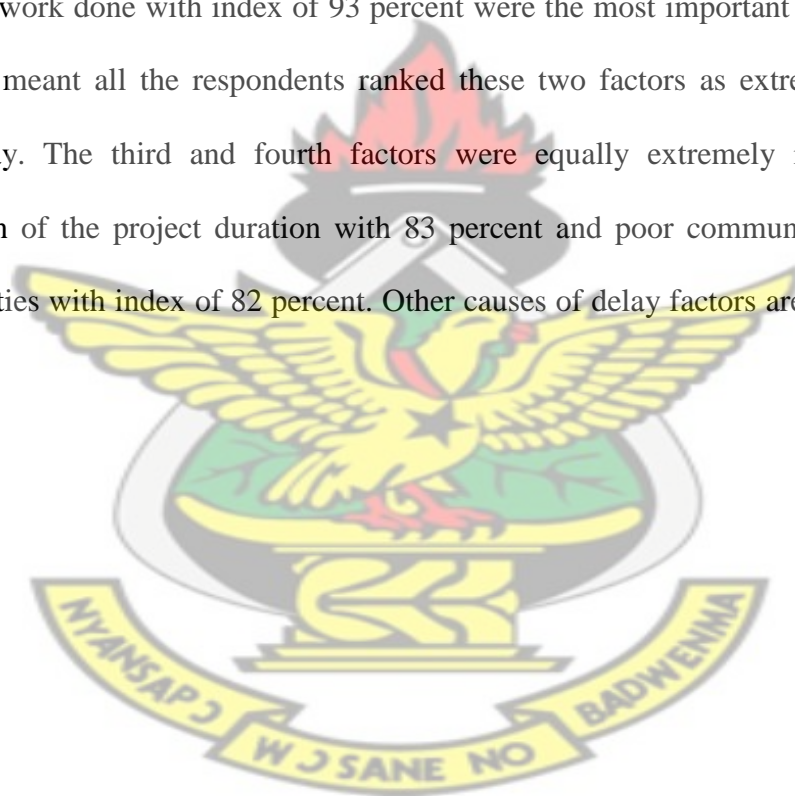 work done with index of 93 percent were the most important
meant all the respondents ranked these two factors as extre
y. The third and fourth factors were equally extremely
n of the project duration with 83 percent and poor commun
ties with index of 82 percent. Other causes of delay factors are
NYANSAPƆ
WƆ SANE NO
BADWENMA